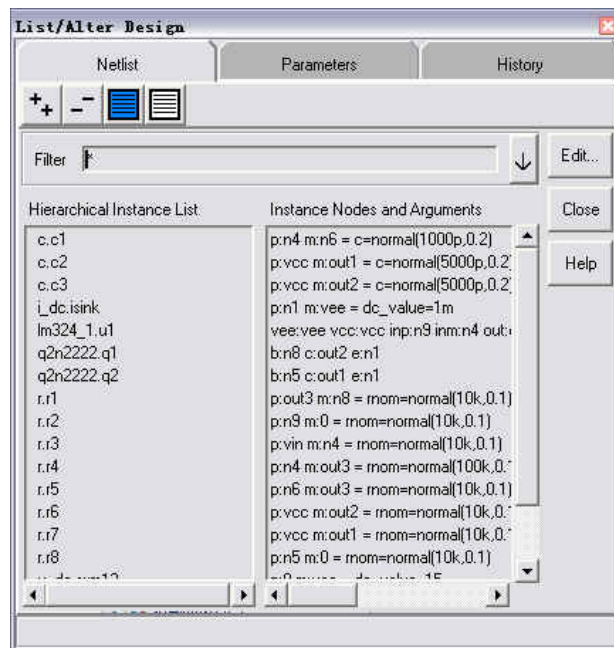 List/Alter Design
Netlist Parameters History
Filter * Edit...
Hierarchical Instance List Instance Nodes and Arguments Close
Help
c.c1 p:n4 m:n6 = c=normal(1000p,0.2)
c.c2 p:vcc m:out1 = c=normal(5000p,0.2
c.c3 p:vcc m:out2 = c=normal(5000p,0.2
i_dc.isink p:n1 m:vee = dc_value=1m
lm324_1.u1 vee:vee vcc:vcc inp:n9 inm:n4 out:
q2n2222.q1 b:n8 c:out2 e:n1
q2n2222.q2 b:n5 c:out1 e:n1
r.r1 p:out3 m:n8 = rnom=normal(10k,0.1)
r.r2 p:n9 m:0 = rnom=normal(10k,0.1)
r.r3 p:vin m:n4 = rnom=normal(10k,0.1)
r.r4 p:n4 m:out3 = rnom=normal(100k,0.
r.r5 p:n6 m:out3 = rnom=normal(10k,0.1)
r.r6 p:vcc m:out2 = rnom=normal(10k,0.
r.r7 p:vcc m:out1 = rnom=normal(10k,0.
r.r8 p:n5 m:0 = rnom=normal(10k,0.1)